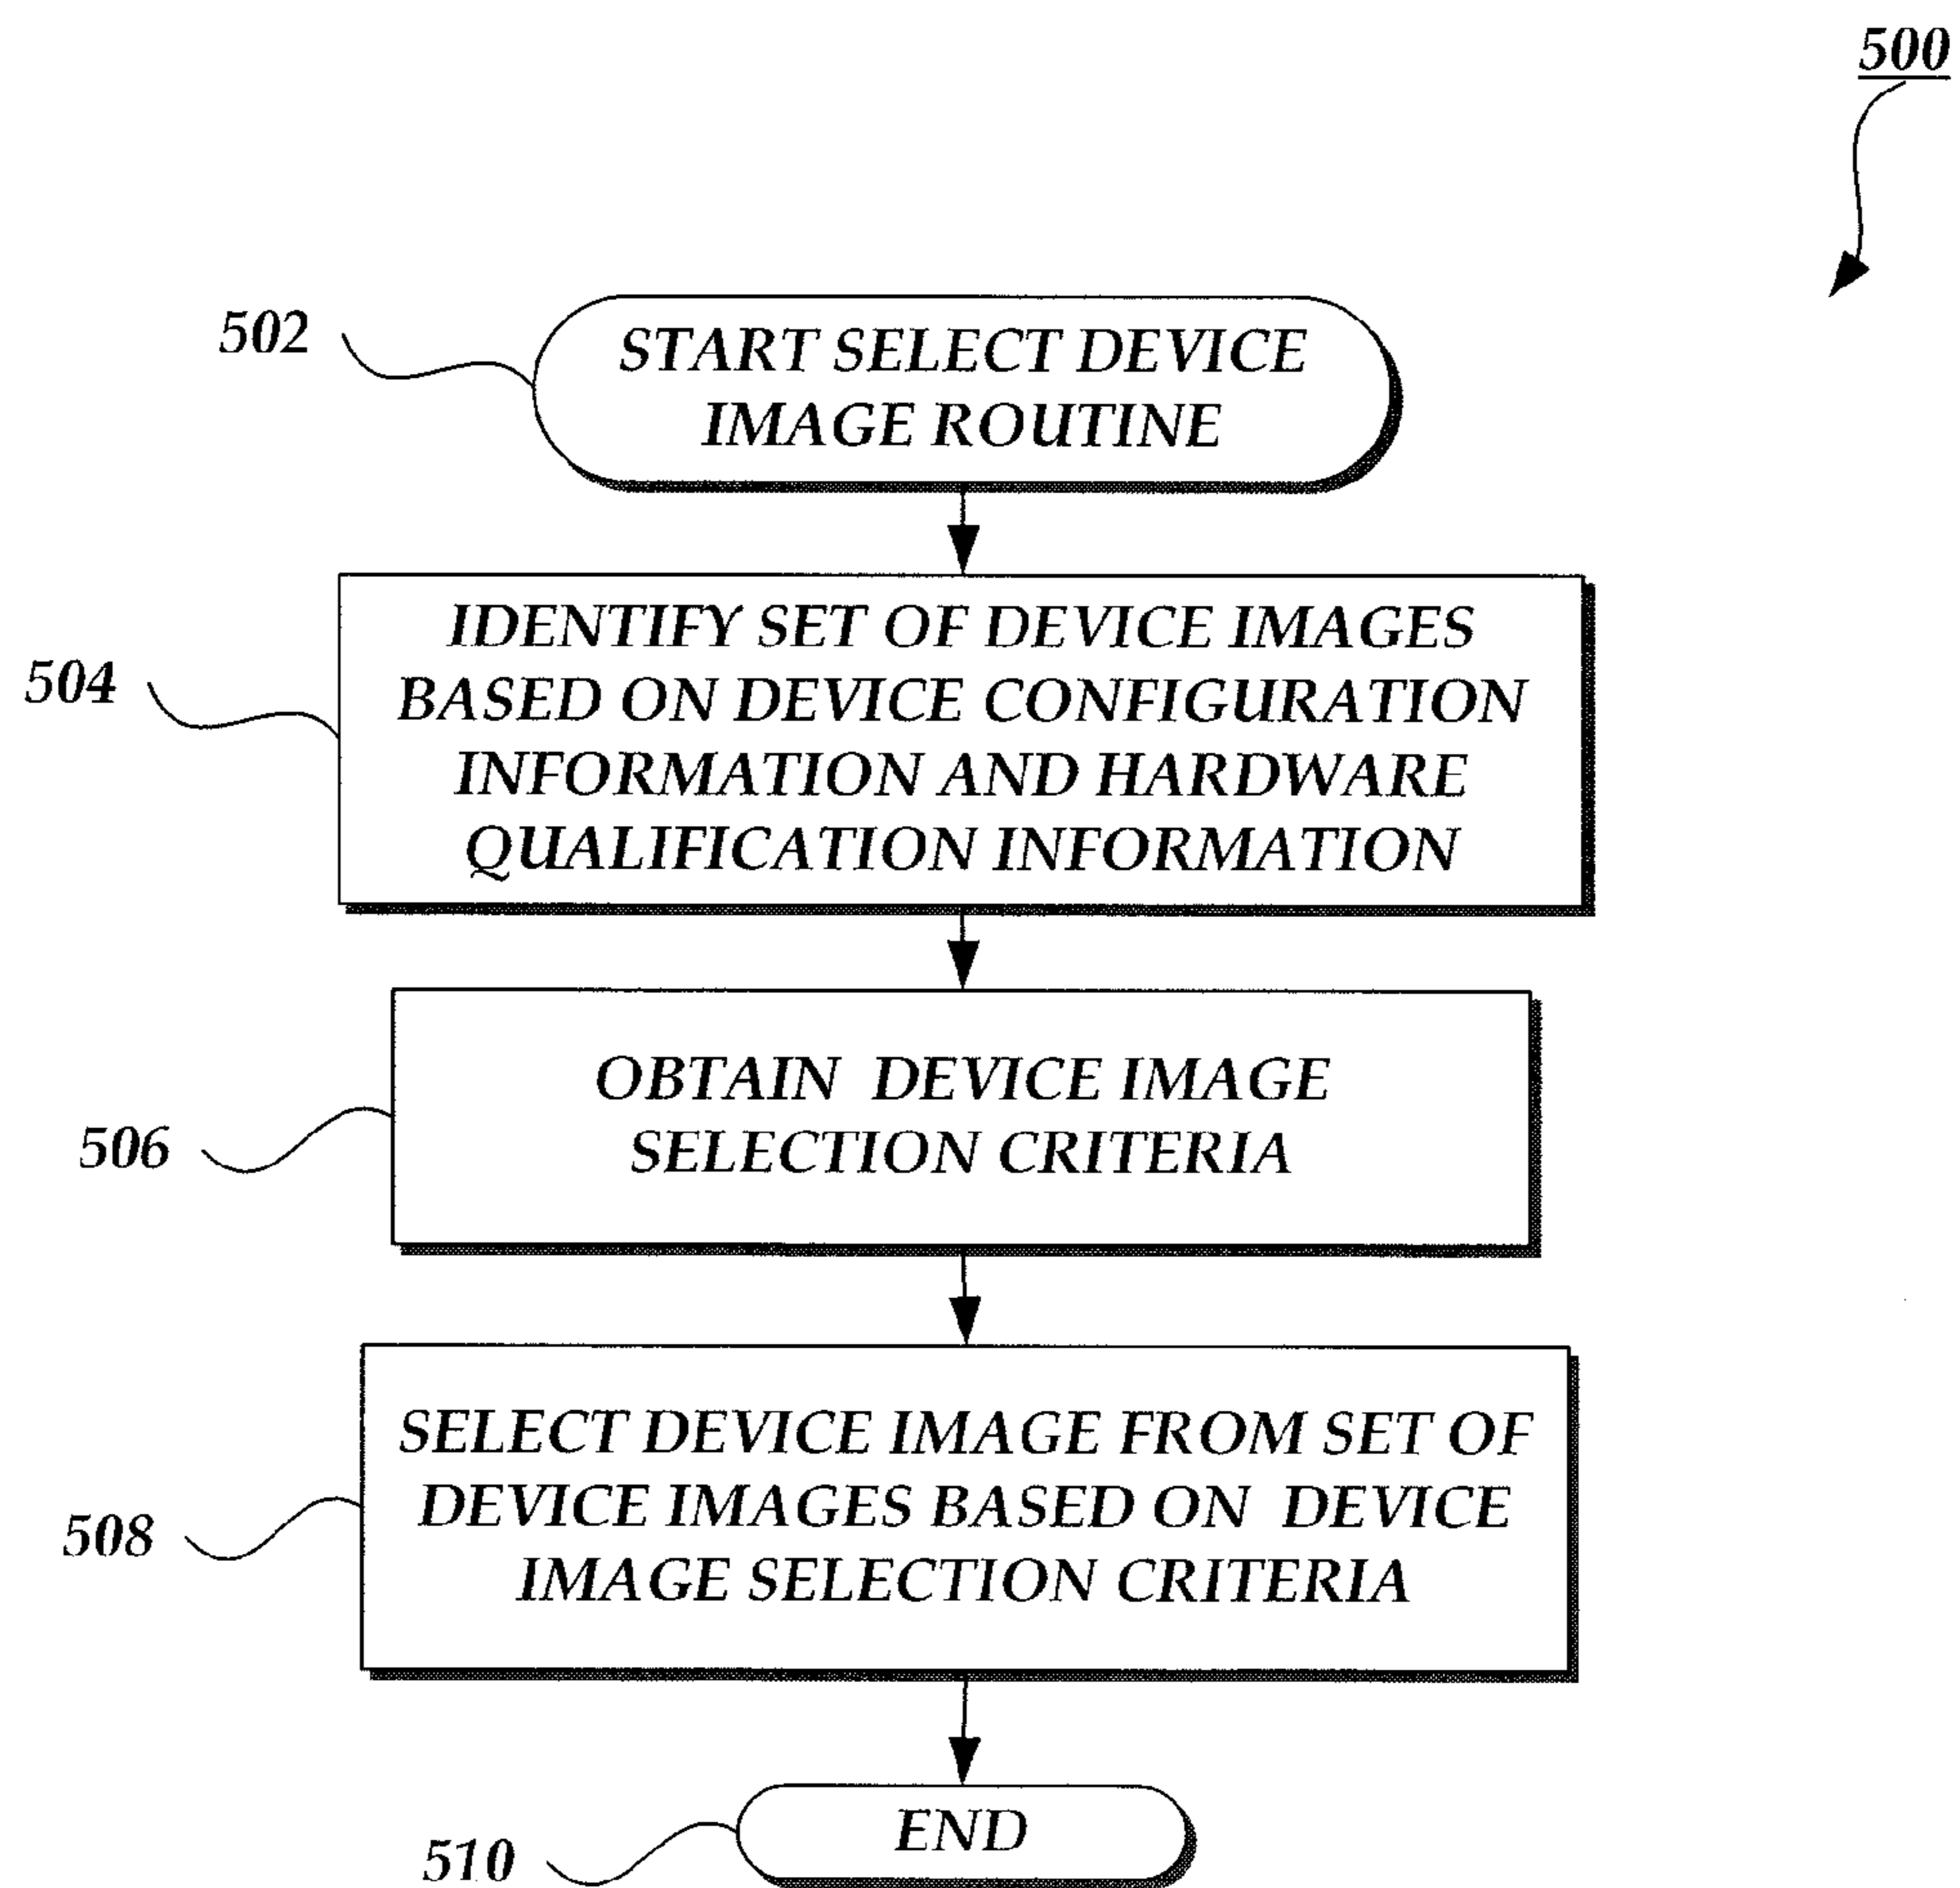 500
502
START SELECT DEVICE
IMAGE ROUTINE
504
IDENTIFY SET OF DEVICE IMAGES
BASED ON DEVICE CONFIGURATION
INFORMATION AND HARDWARE
QUALIFICATION INFORMATION
506
OBTAIN DEVICE IMAGE
SELECTION CRITERIA
508
SELECT DEVICE IMAGE FROM SET OF
DEVICE IMAGES BASED ON DEVICE
IMAGE SELECTION CRITERIA
510
END